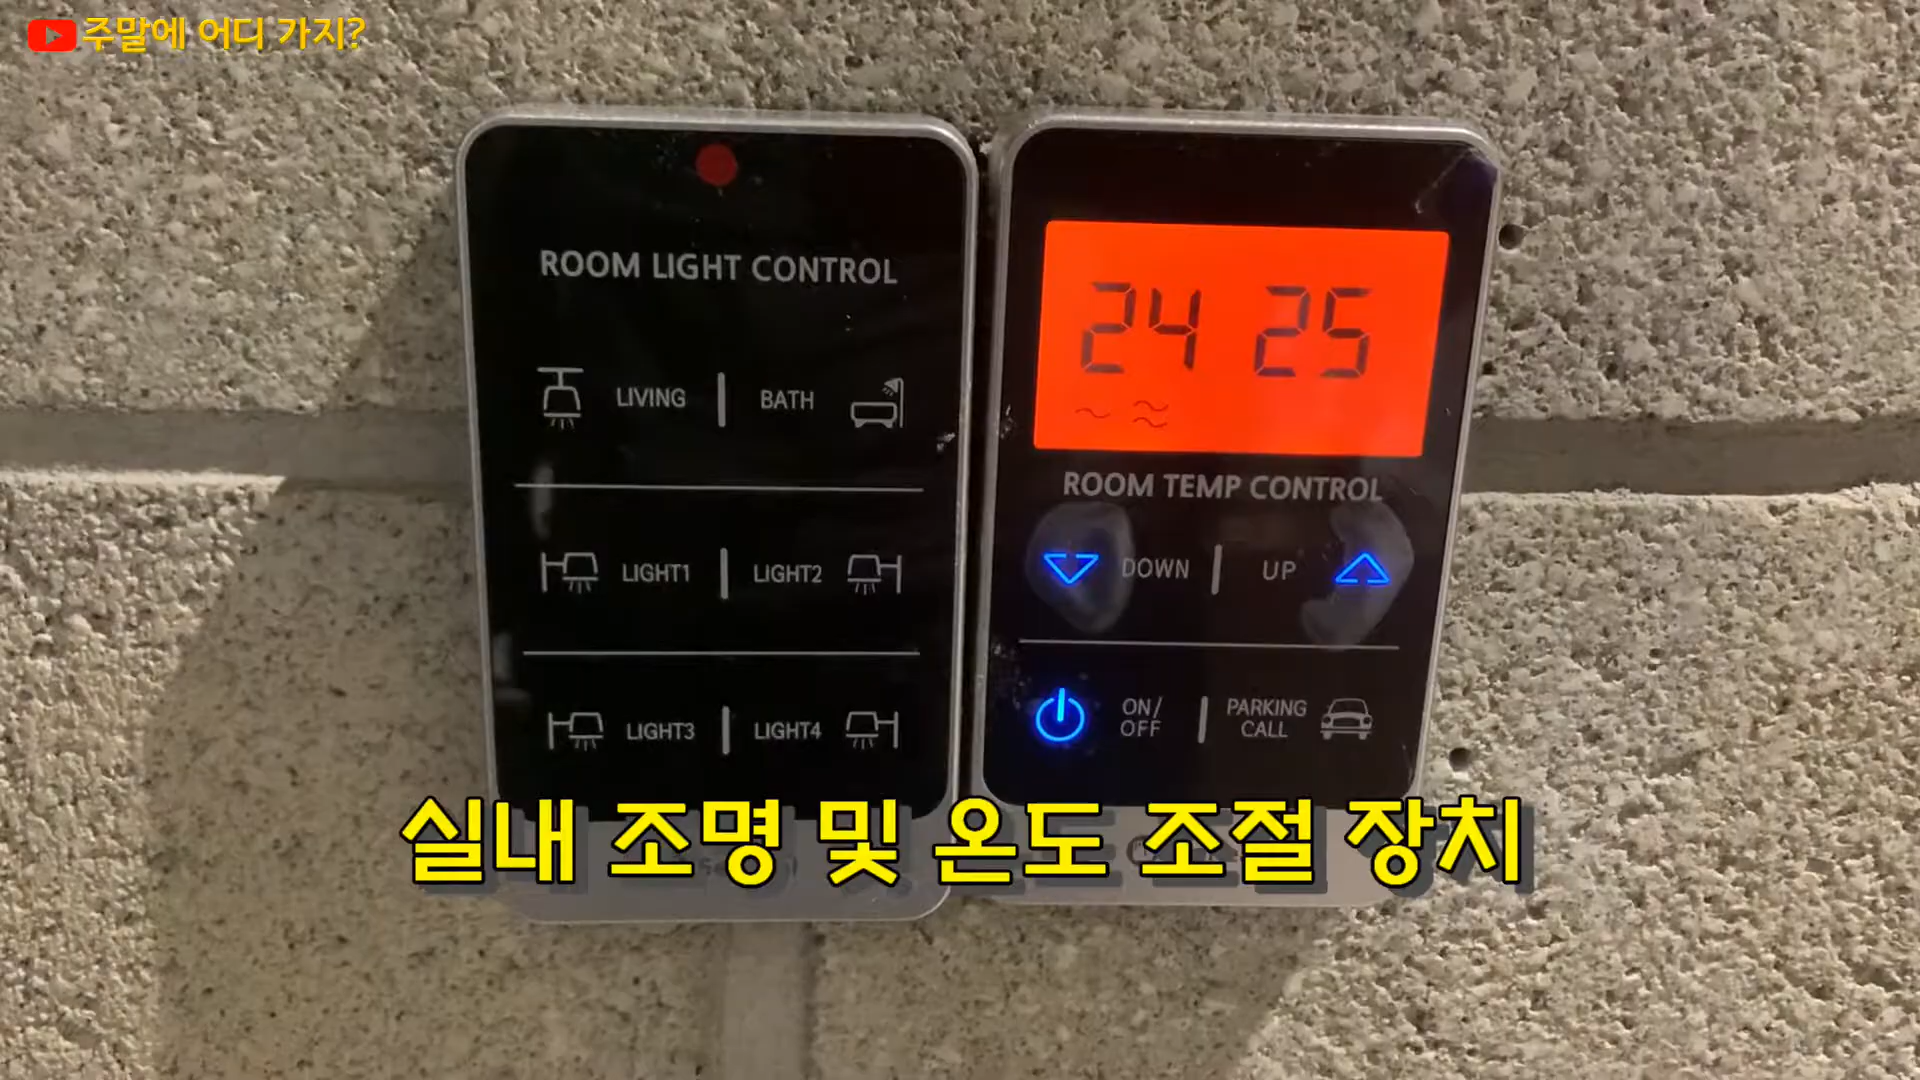 주말에 어디 가지?
ROOM LIGHT CONTROL
LIVING | BATH
LIGHT1 | LIGHT2
LIGHT3 | LIGHT4
24 25
ROOM TEMP CONTROL
DOWN | UP
ON/
OFF
PARKING
CALL
실내 조명 및 온도 조절 장치